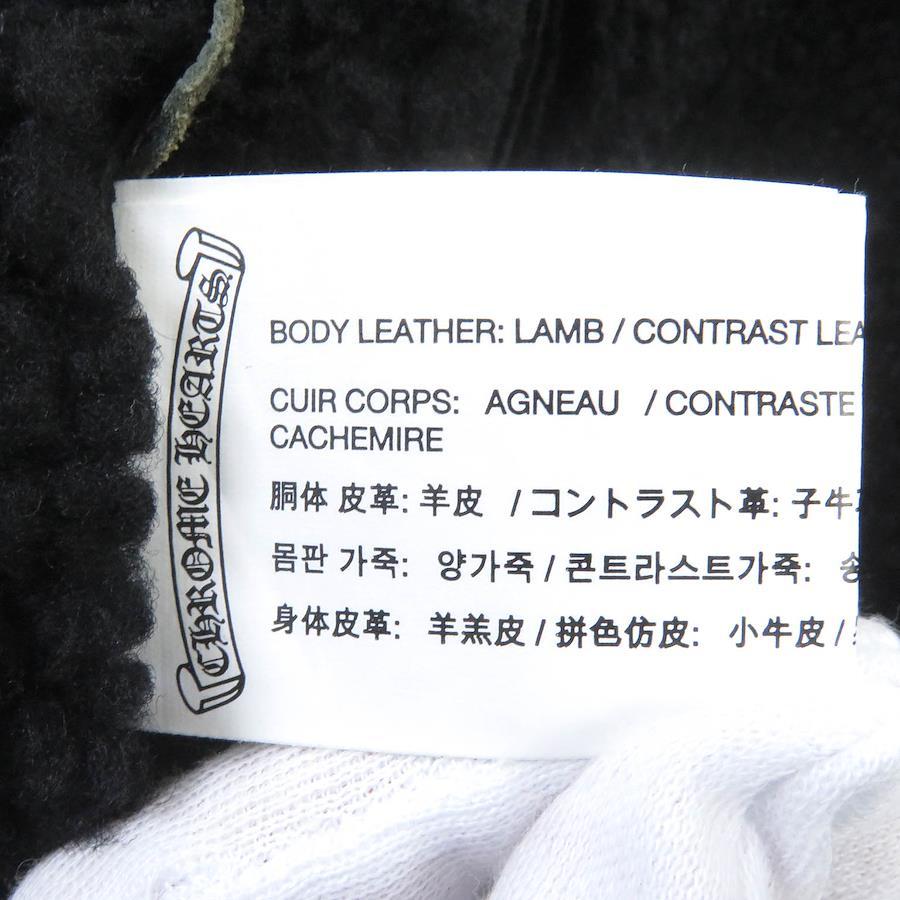 CHROME HEARTS
BODY LEATHER: LAMB / CONTRAST LEA
CUIR CORPS: AGNEAU / CONTRASTE
CACHEMIRE
胴体 皮革: 羊皮 / コントラスト革: 子牛
몸판 가죽: 양가죽 / 콘트라스트가죽: 송
身体皮革: 羊羔皮 / 拼色仿皮: 小牛皮 /